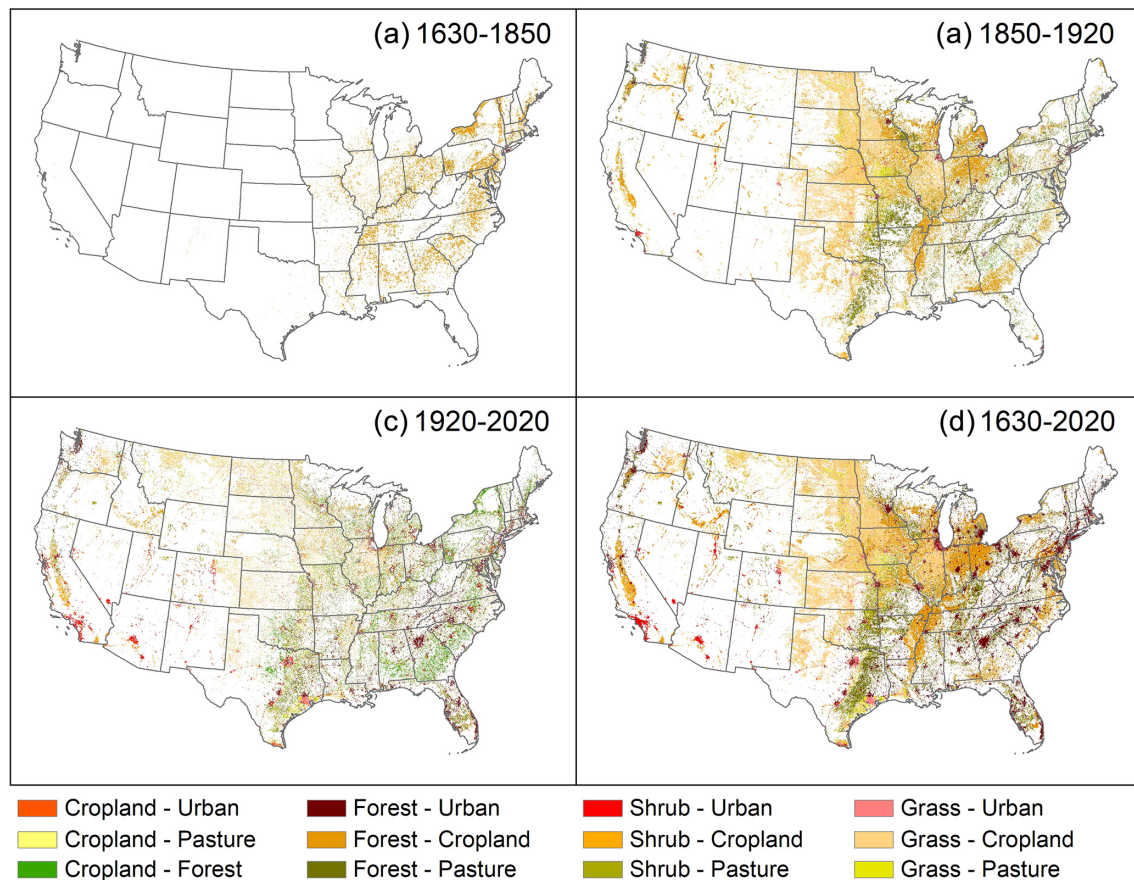 (a) 1630-1850
(a) 1850-1920
(c) 1920-2020
(d) 1630-2020
Cropland - Urban
Forest - Urban
Shrub - Urban
Grass - Urban
Cropland - Pasture
Forest - Cropland
Shrub - Cropland
Grass - Cropland
Cropland - Forest
Forest - Pasture
Shrub - Pasture
Grass - Pasture